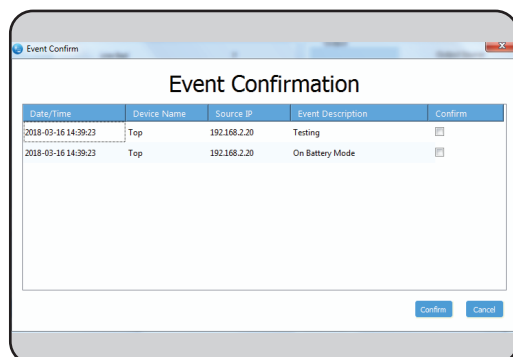 Event Confirm
Event Confirmation
Date/Time Device Name Source IP Event Description Confirm
2018-03-16 14:39:23 Top 192.168.2.20 Testing
2018-03-16 14:39:23 Top 192.168.2.20 On Battery Mode
Confirm Cancel